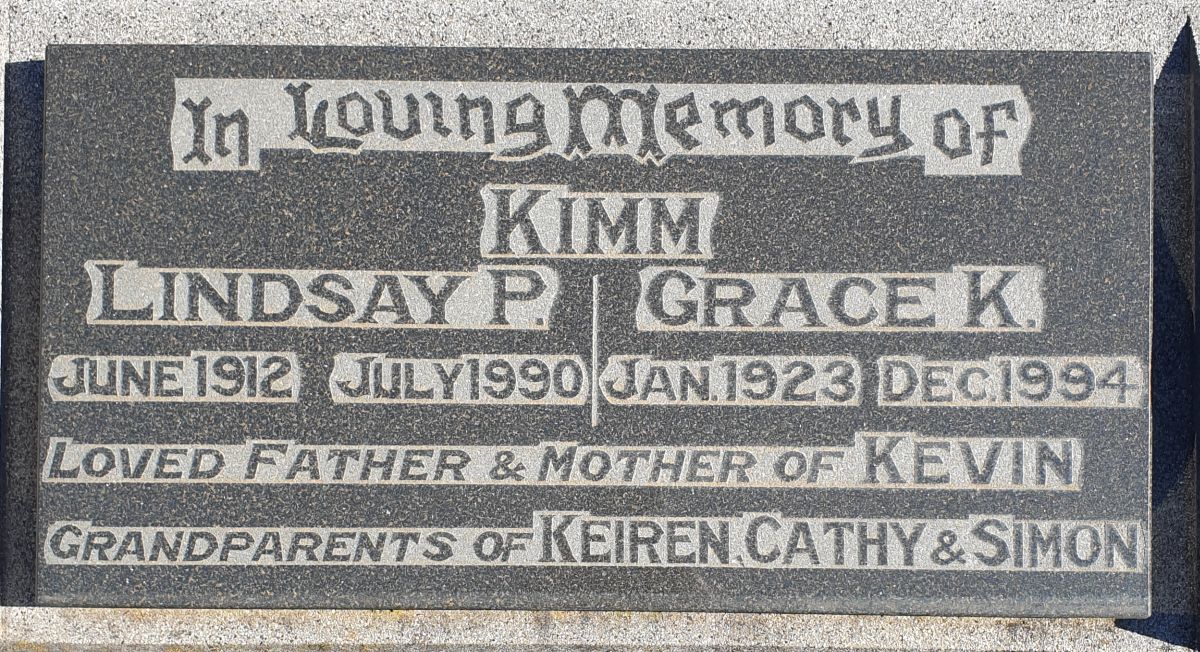 In Loving Memory of
KIMM
LINDSAY P. GRACE K.
JUNE 1912 JULY 1990 JAN. 1923 DEC. 1994
LOVED FATHER & MOTHER OF KEVIN
GRANDPARENTS OF KEIREN, CATHY & SIMON